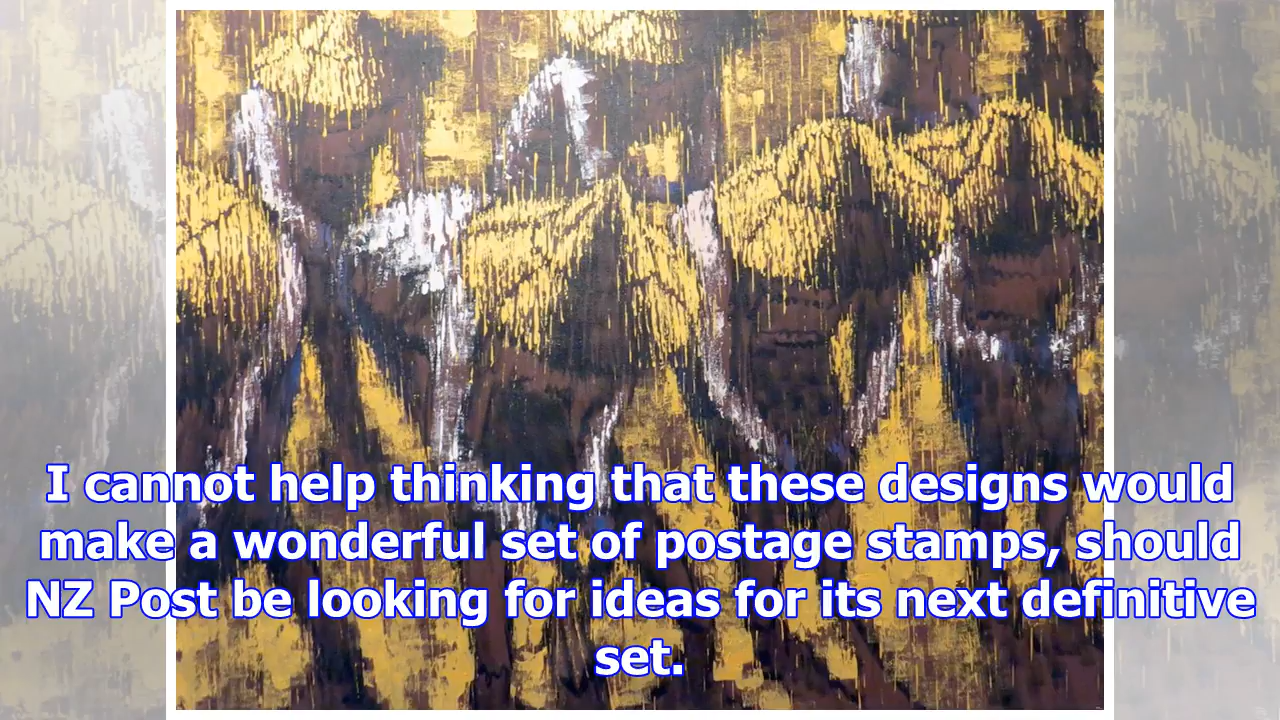 I cannot help thinking that these designs would
make a wonderful set of postage stamps, should
NZ Post be looking for ideas for its next definitive
set.